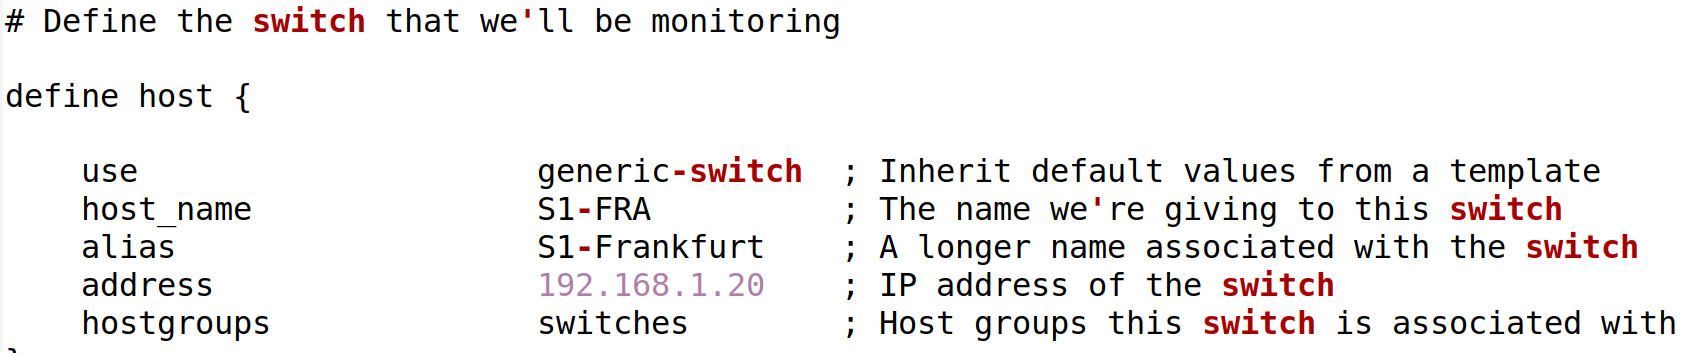 # Define the switch that we'll be monitoring
define host {
use generic-switch ; Inherit default values from a template
host_name S1-FRA ; The name we're giving to this switch
alias S1-Frankfurt ; A longer name associated with the switch
address 192.168.1.20 ; IP address of the switch
hostgroups switches ; Host groups this switch is associated with
}